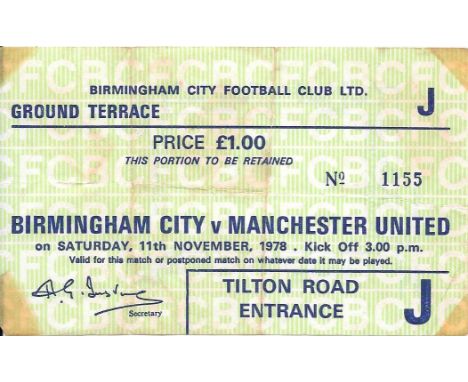 BIRMINGHAM CITY FOOTBALL CLUB LTD.
GROUND TERRACE J
PRICE £1.00
THIS PORTION TO BE RETAINED
Nº 1155
BIRMINGHAM CITY v MANCHESTER UNITED
on SATURDAY, 11th NOVEMBER, 1978 . Kick Off 3.00 p.m.
Valid for this match or postponed match on whatever date it may be played.
Secretary
TILTON ROAD
ENTRANCE J